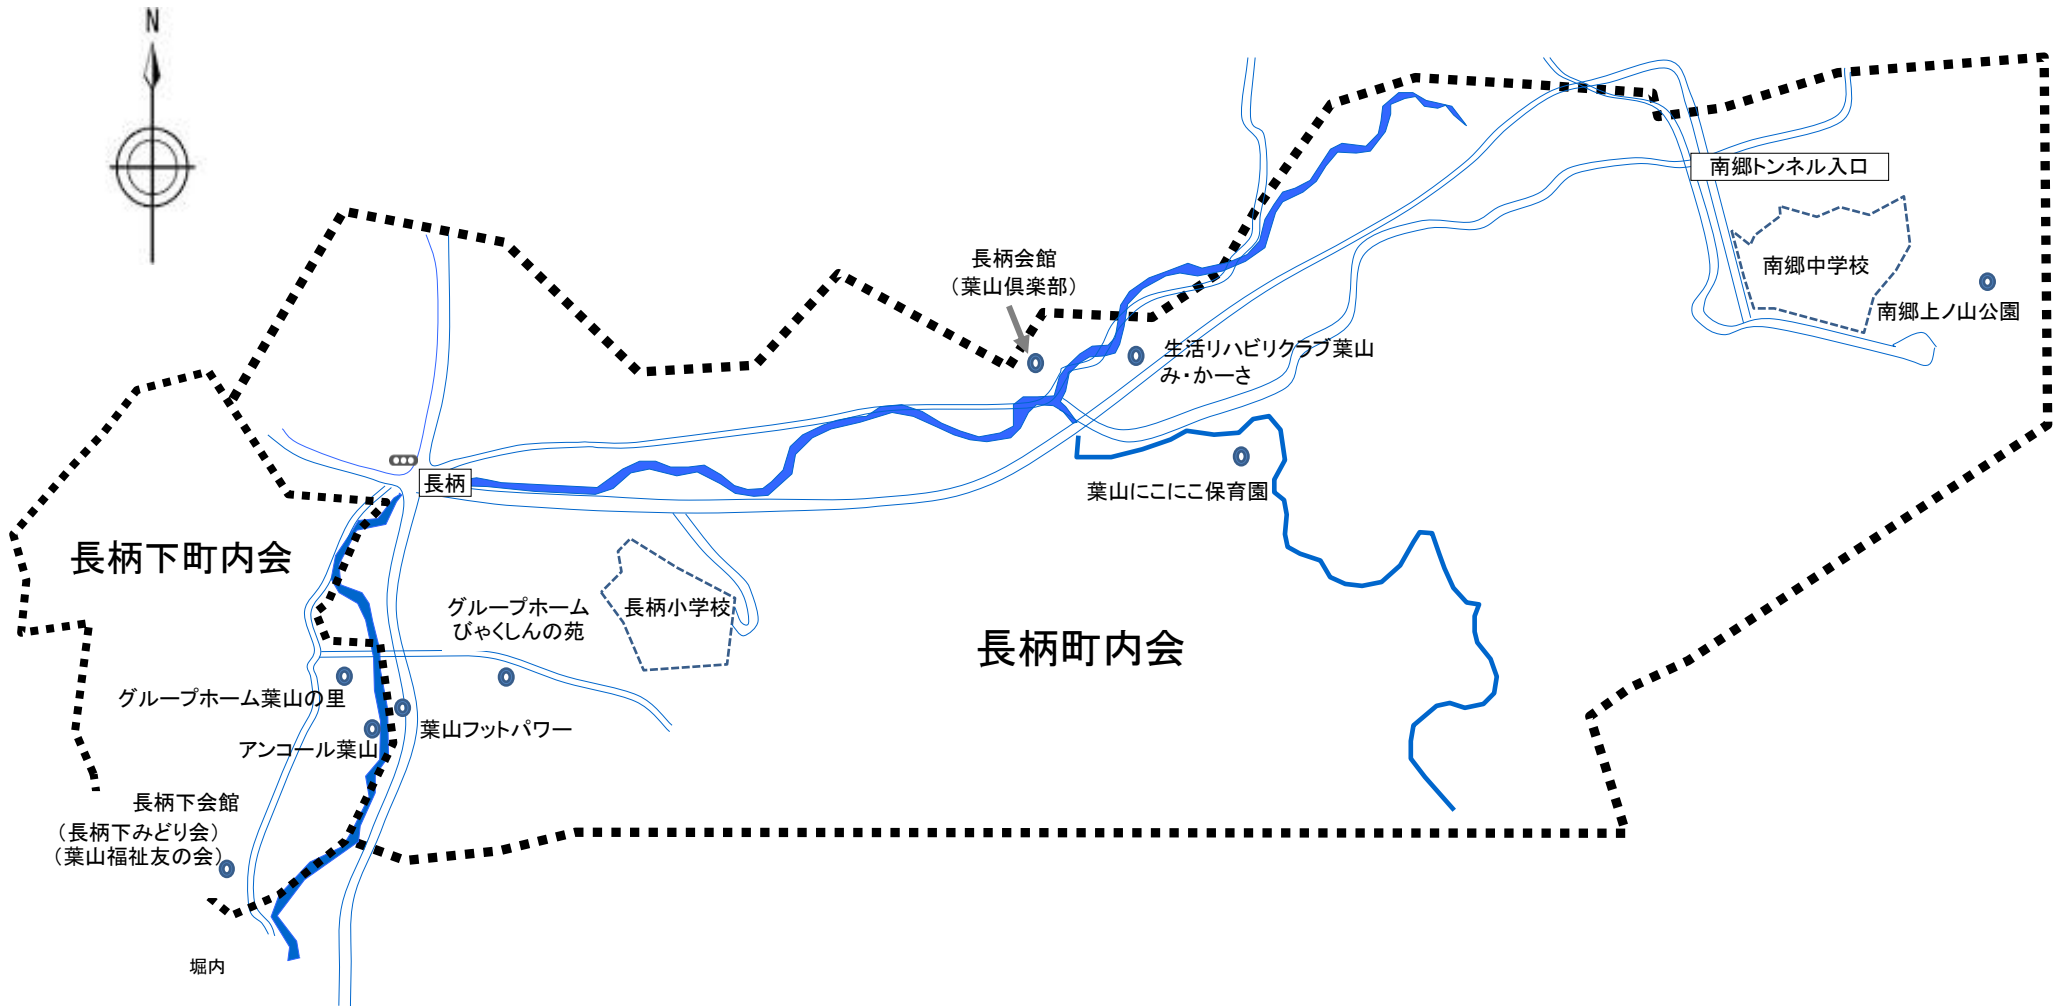 N
長柄会館
（葉山倶楽部）
南郷トンネル入口
南郷中学校
南郷上ノ山公園
生活リハビリクラブ葉山
み・かーさ
長柄
葉山にこにこ保育園
長柄下町内会
グループホーム
びゃくしんの苑
長柄小学校
長柄町内会
グループホーム葉山の里
葉山フットパワー
アンコール葉山
長柄下会館
（長柄下みどり会）
（葉山福祉友の会）
堀内